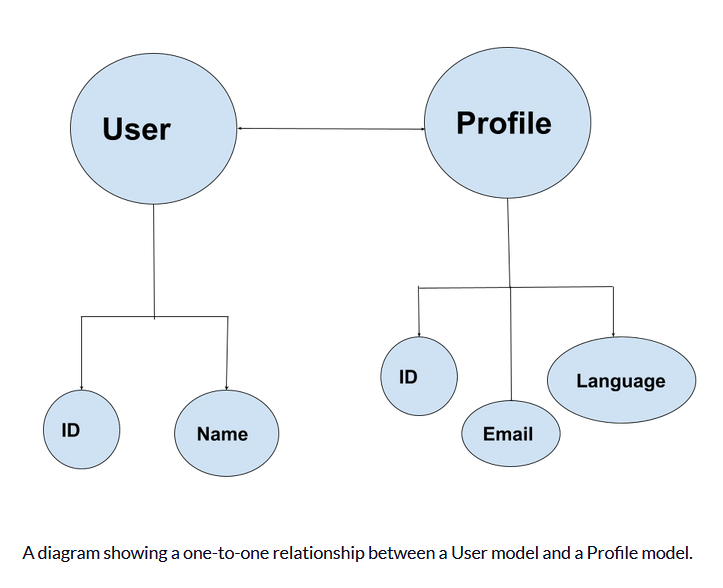 User
Profile
ID
Name
ID
Email
Language
A diagram showing a one-to-one relationship between a User model and a Profile model.